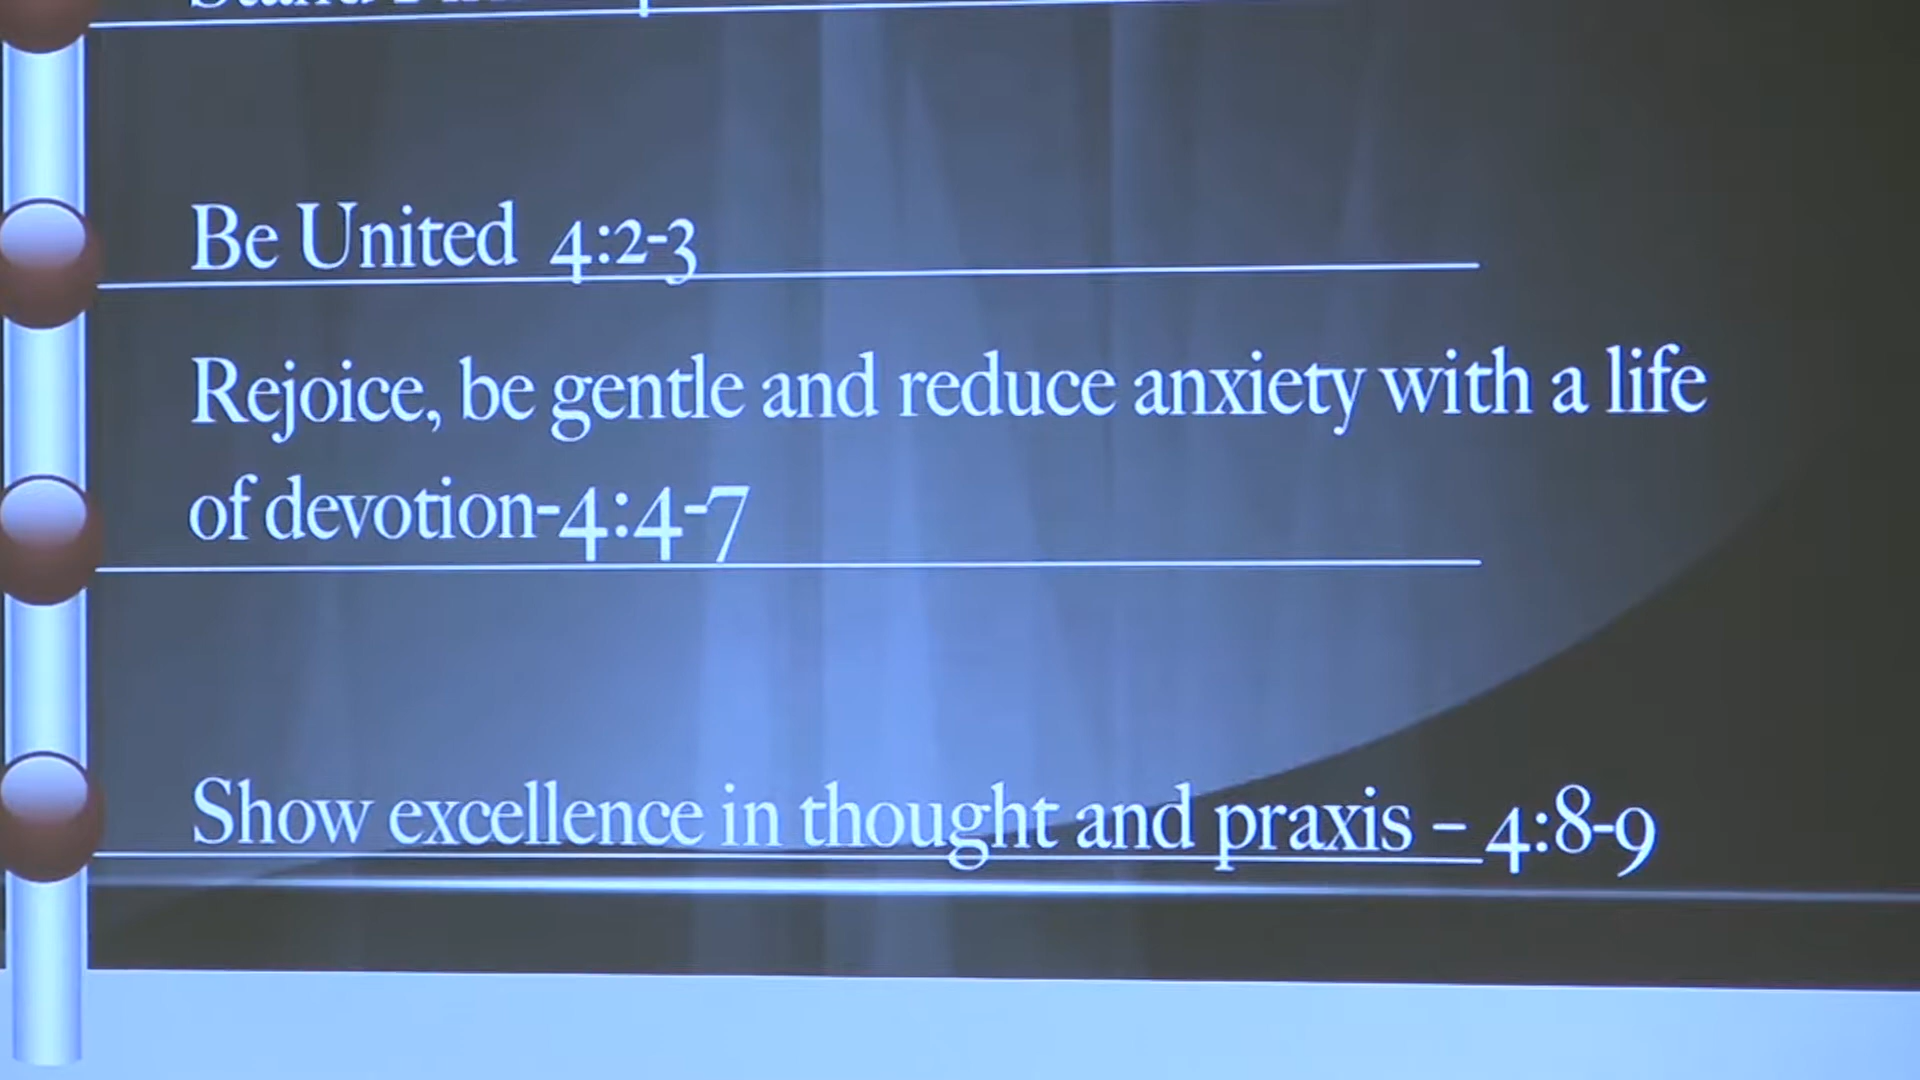 Be United 4:2-3
Rejoice, be gentle and reduce anxiety with a life
of devotion-4:4-7
Show excellence in thought and praxis – 4:8-9